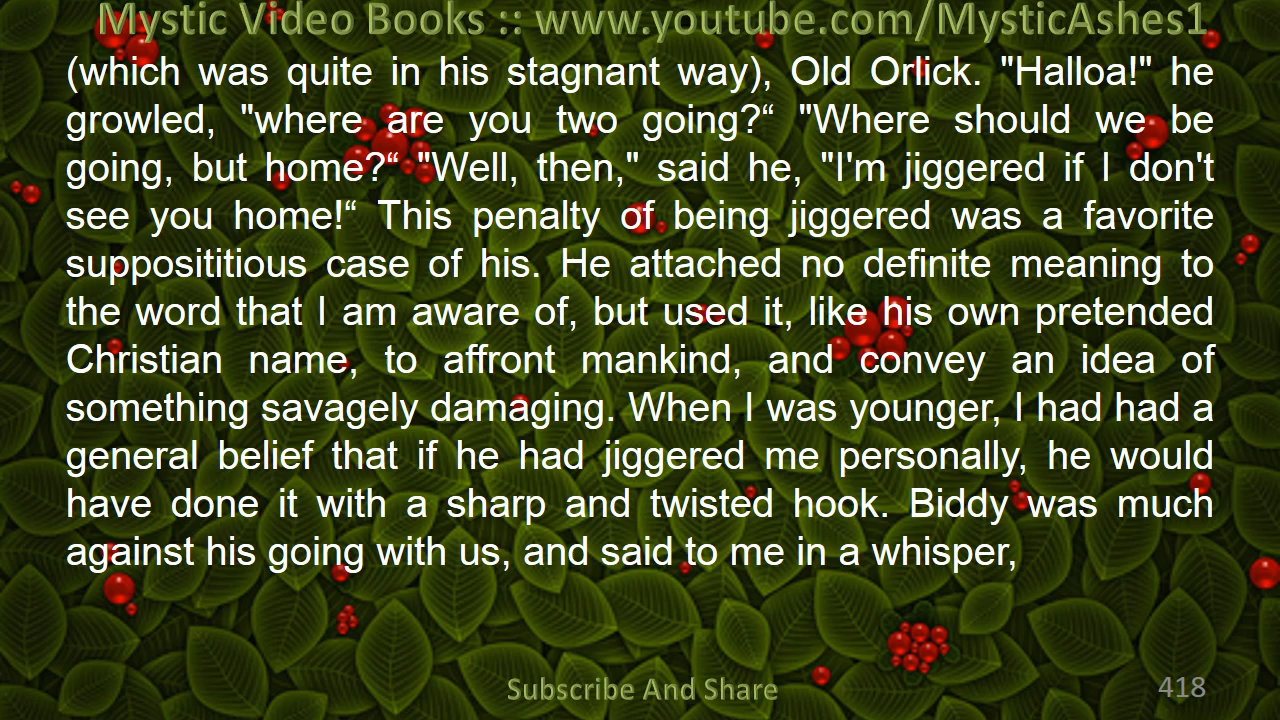 Mystic Video Books :: www.youtube.com/MysticAshes1
(which was quite in his stagnant way), Old Orlick. "Halloa!" he
growled, "where are you two going?“ "Where should we be
going, but home?“ "Well, then," said he, "I'm jiggered if I don't
see you home!“ This penalty of being jiggered was a favorite
supposititious case of his. He attached no definite meaning to
the word that I am aware of, but used it, like his own pretended
Christian name, to affront mankind, and convey an idea of
something savagely damaging. When I was younger, I had had a
general belief that if he had jiggered me personally, he would
have done it with a sharp and twisted hook. Biddy was much
against his going with us, and said to me in a whisper,
Subscribe And Share
418